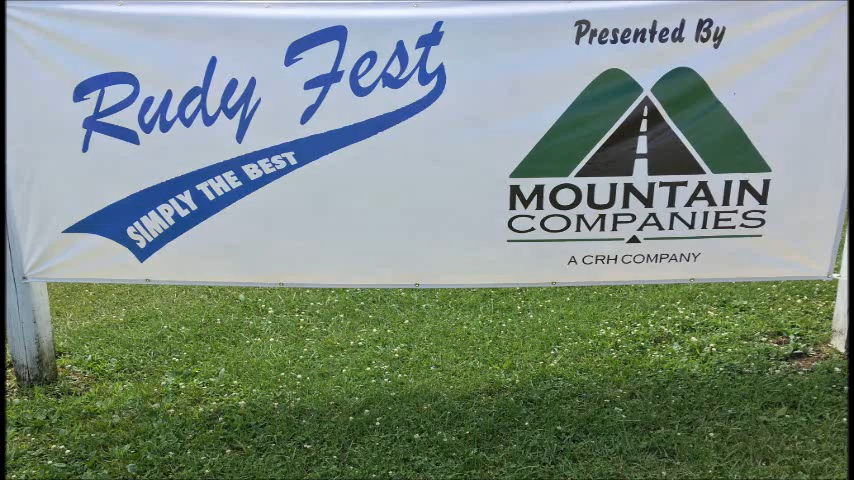 Rudy Fest
SIMPLY THE BEST
Presented By
MOUNTAIN
COMPANIES
A CRH COMPANY